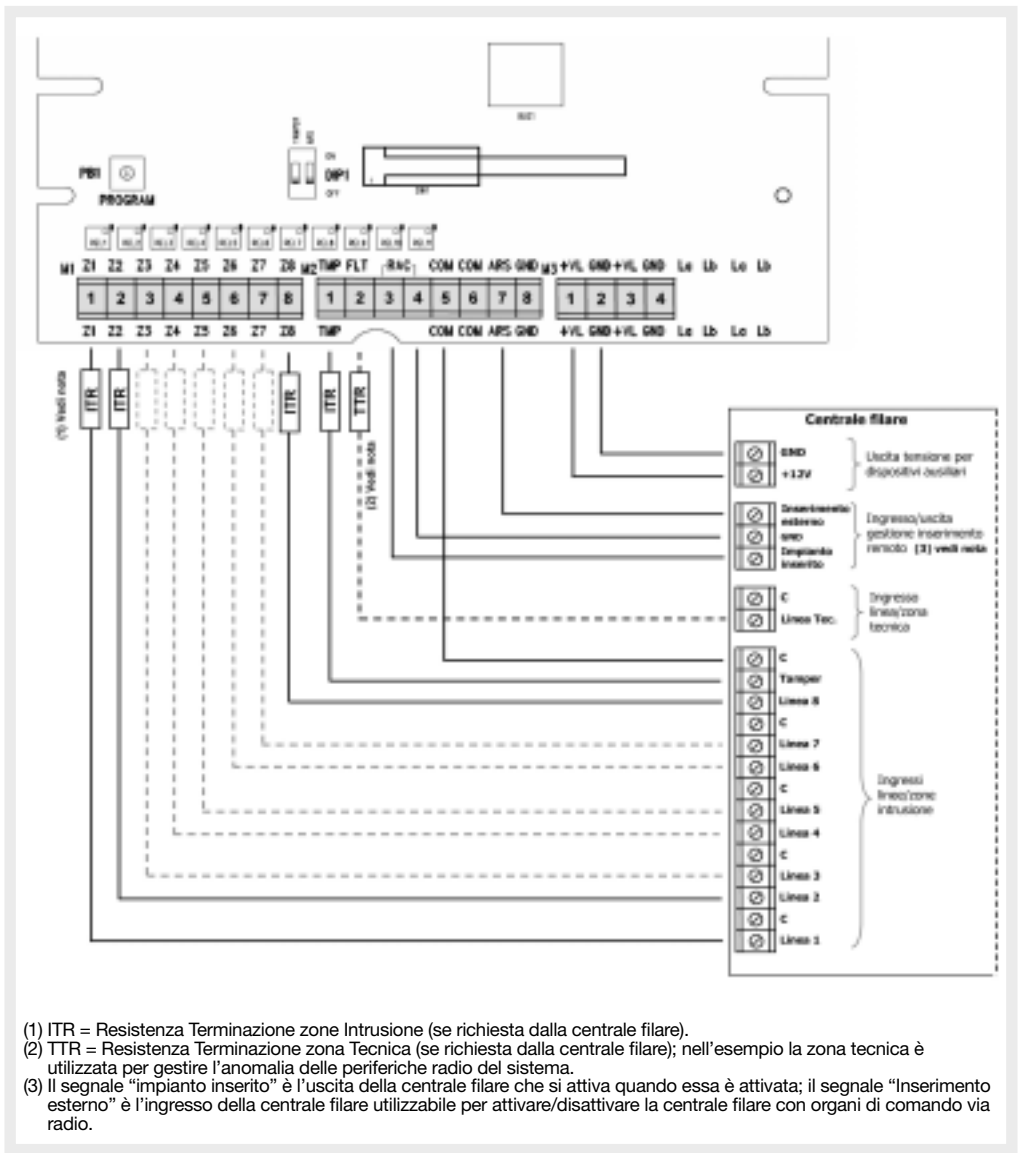 TAMPER
ON
PB1
DIP1
OFF
PROGRAM
M1 Z1 Z2 Z3 Z4 Z5 Z6 Z7 Z8 M2 TMP FLT RAC COM COM ARS GND M3 +VL GND +VL GND La Lb La Lb
1 2 3 4 5 6 7 8 1 2 3 4 5 6 7 8 1 2 3 4
Z1 Z2 Z3 Z4 Z5 Z6 Z7 Z8 TMP COM COM ARS GND +VL GND +VL GND La Lb La Lb
(1) Vedi nota
ITR
ITR
ITR
ITR
TTR
(2) Vedi nota
Centrale filare
GND
+12V
Uscita tensione per
dispositivi ausiliari
Inserimento
esterno
GND
Impianto
inserito
Ingresso/uscita
gestione inserimento
remoto (3) vedi nota
C
Linea Tec.
Ingresso
linea/zona
tecnica
C
Tamper
Linea 8
C
Linea 7
Linea 6
C
Linea 5
Linea 4
C
Linea 3
Linea 2
C
Linea 1
Ingressi
linee/zone
intrusione
(1) ITR = Resistenza Terminazione zone Intrusione (se richiesta dalla centrale filare).
(2) TTR = Resistenza Terminazione zona Tecnica (se richiesta dalla centrale filare); nell'esempio la zona tecnica è
utilizzata per gestire l'anomalia delle periferiche radio del sistema.
(3) Il segnale “impianto inserito” è l'uscita della centrale filare che si attiva quando essa è attivata; il segnale “Inserimento
esterno” è l'ingresso della centrale filare utilizzabile per attivare/disattivare la centrale filare con organi di comando via
radio.